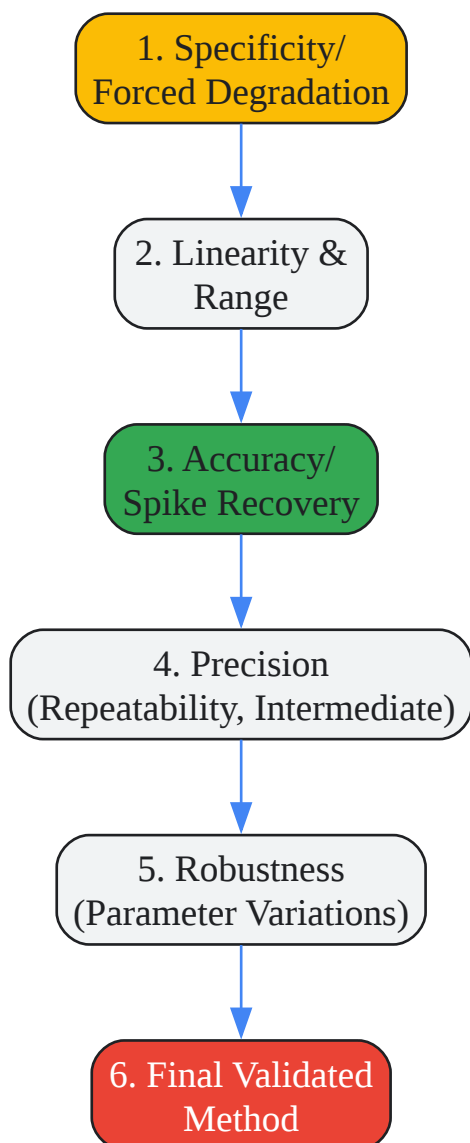 1. Specificity/
Forced Degradation
2. Linearity &
Range
3. Accuracy/
Spike Recovery
4. Precision
(Repeatability, Intermediate)
5. Robustness
(Parameter Variations)
6. Final Validated
Method